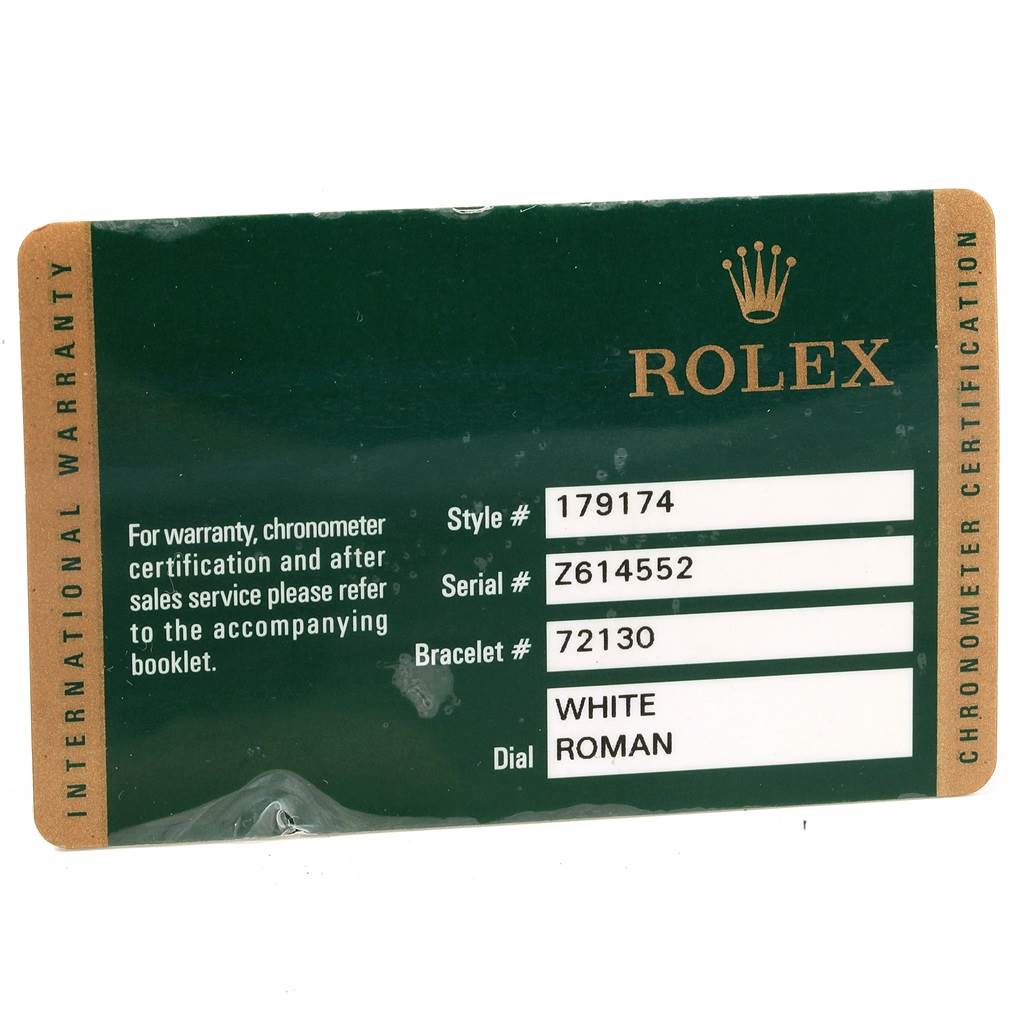 INTERNATIONAL WARRANTY
ROLEX
For warranty, chronometer
certification and after
sales service please refer
to the accompanying
booklet.
Style # 179174
Serial # Z614552
Bracelet # 72130
Dial WHITE
ROMAN
CHRONOMETER CERTIFICATION